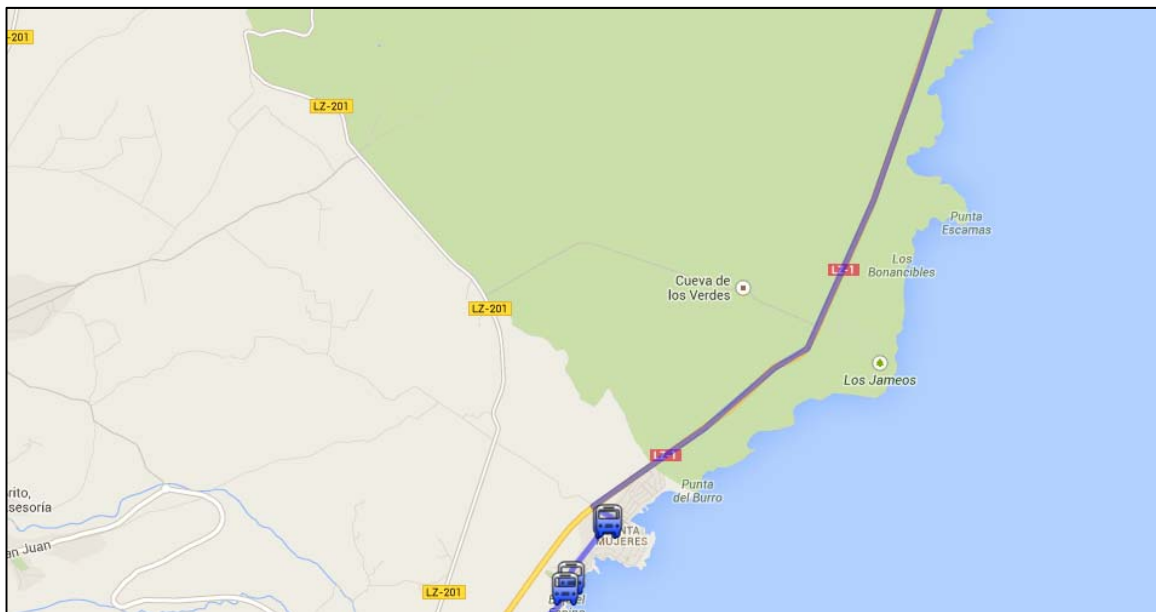 -201
LZ-201
Punta
Escamas
LZ-1
Los
Bonancibles
Cueva de
los Verdes
LZ-201
Los Jameos
LZ-1
Punta
del Burro
rito,
sesoría
an Juan
MUJERES
LZ-201